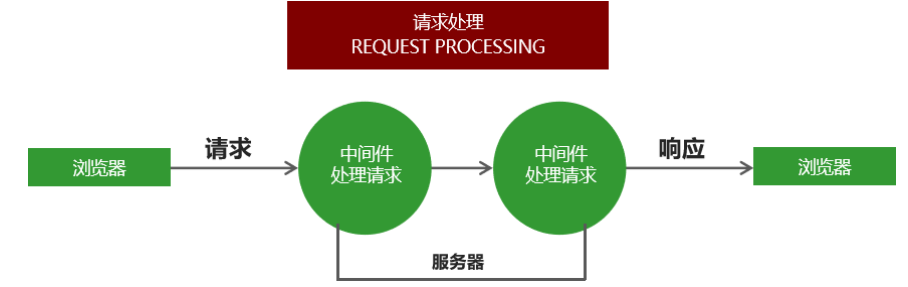 请求处理
REQUEST PROCESSING
浏览器
请求
中间件
处理请求
中间件
处理请求
响应
浏览器
服务器